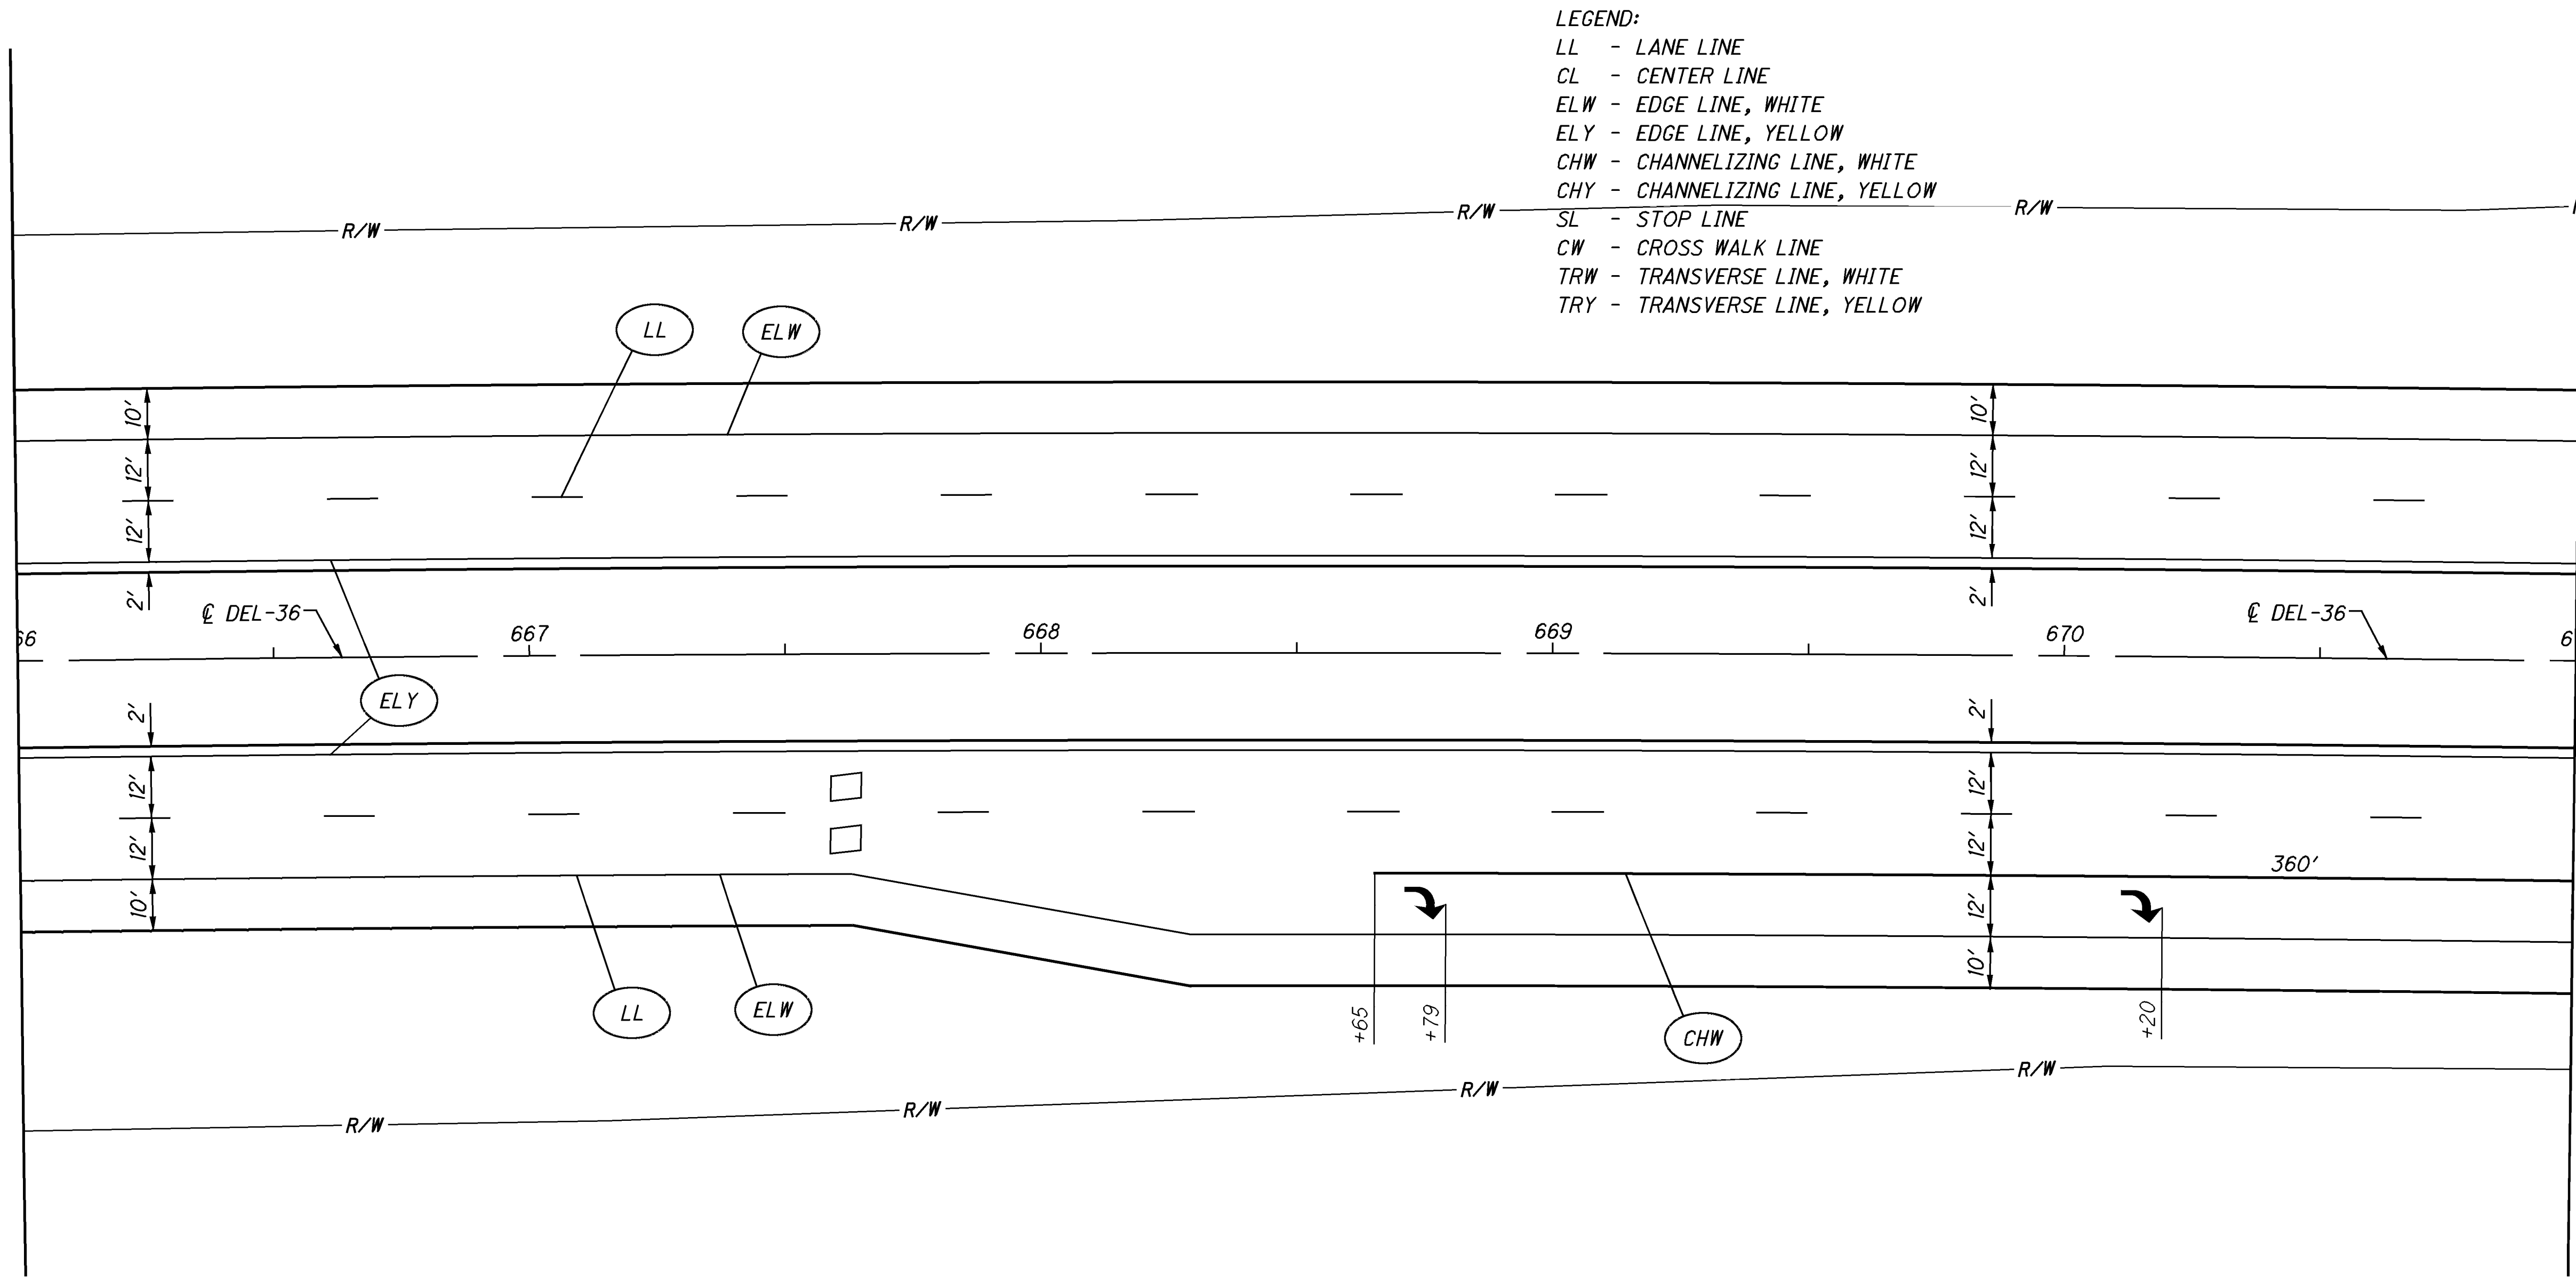 LEGEND:
LL - LANE LINE
CL - CENTER LINE
ELW - EDGE LINE, WHITE
ELY - EDGE LINE, YELLOW
CHW - CHANNELIZING LINE, WHITE
CHY - CHANNELIZING LINE, YELLOW
SL - STOP LINE
CW - CROSS WALK LINE
TRW - TRANSVERSE LINE, WHITE
TRY - TRANSVERSE LINE, YELLOW
R/W R/W R/W R/W
LL ELW
10' 10'
12' 12'
12' 12'
2' 2'
℄ DEL-36 ℄ DEL-36
66 667 668 669 670 6
ELY
2' 2'
12' 12'
12' 12'
360'
10' 12'
10'
LL ELW CHW
+65 +79 +20
R/W R/W R/W R/W